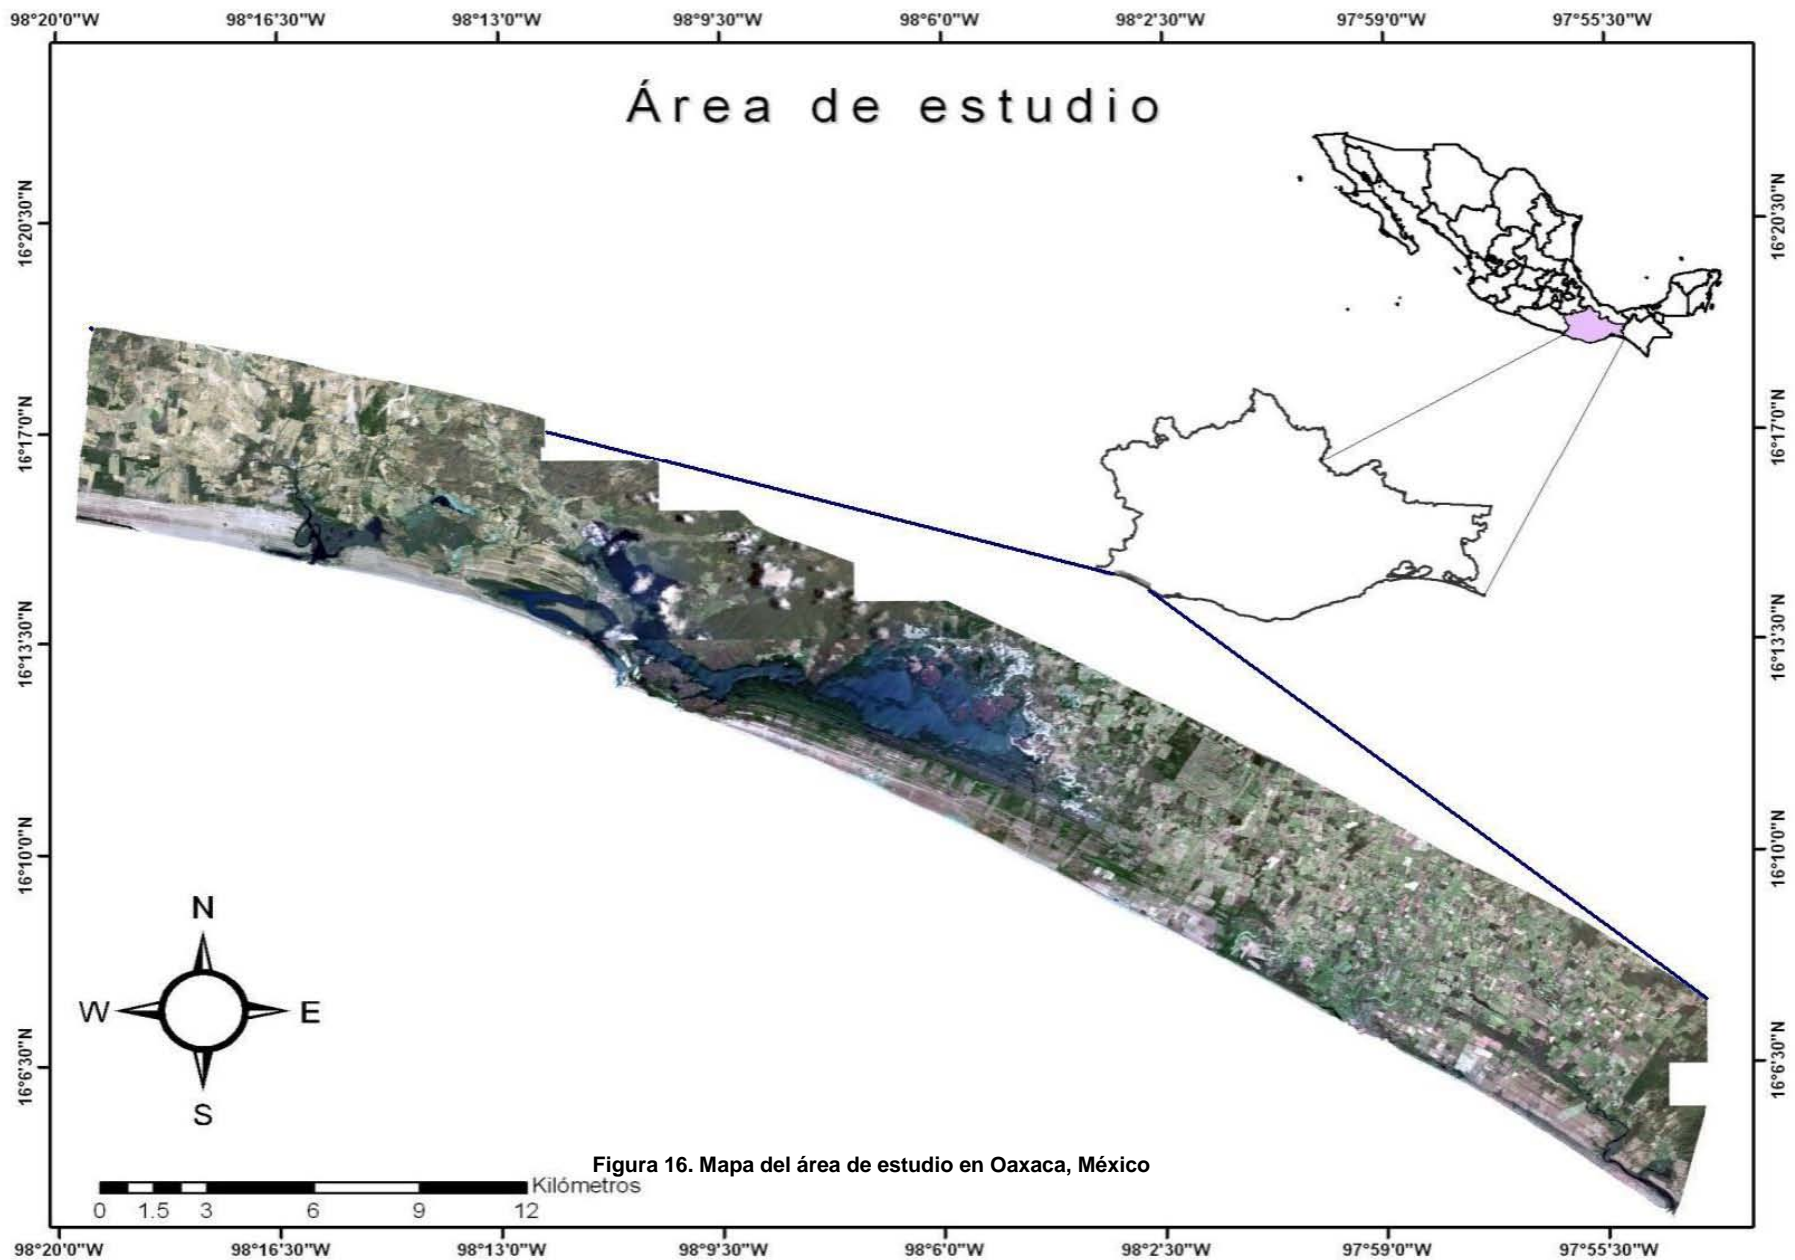 98°20'0"W 98°16'30"W 98°13'0"W 98°9'30"W 98°6'0"W 98°2'30"W 97°59'0"W 97°55'30"W
Área de estudio
16°20'30"N
16°20'30"N
16°17'0"N
16°17'0"N
16°13'30"N
16°13'30"N
16°10'0"N
16°10'0"N
16°6'30"N
16°6'30"N
N
W
E
S
Figura 16. Mapa del área de estudio en Oaxaca, México
Kilómetros
0 1.5 3 6 9 12
98°20'0"W 98°16'30"W 98°13'0"W 98°9'30"W 98°6'0"W 98°2'30"W 97°59'0"W 97°55'30"W